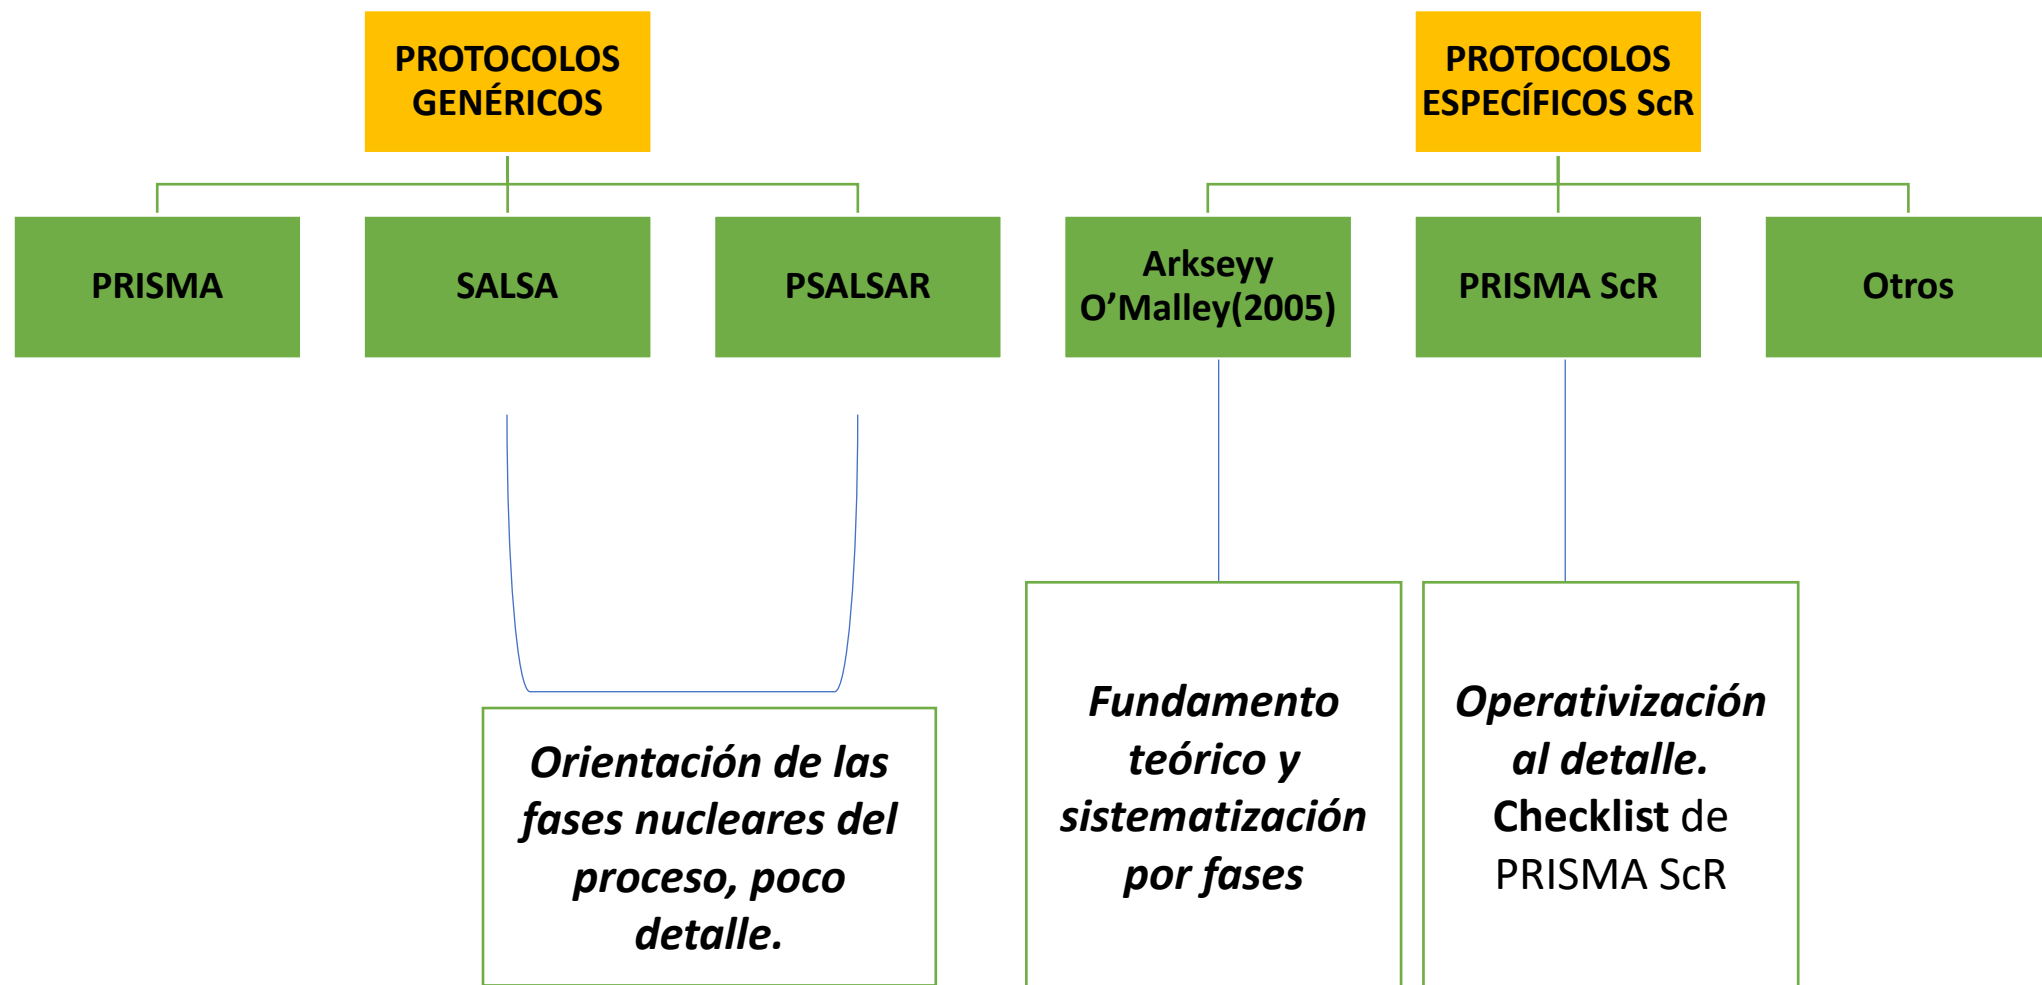 PROTOCOLOS
GENÉRICOS
PROTOCOLOS
ESPECÍFICOS ScR
PRISMA
SALSA
PSALSAR
Arkseyy
O’Malley(2005)
PRISMA ScR
Otros
Orientación de las
fases nucleares del
proceso, poco
detalle.
Fundamento
teórico y
sistematización
por fases
Operativización
al detalle.
Checklist de
PRISMA ScR